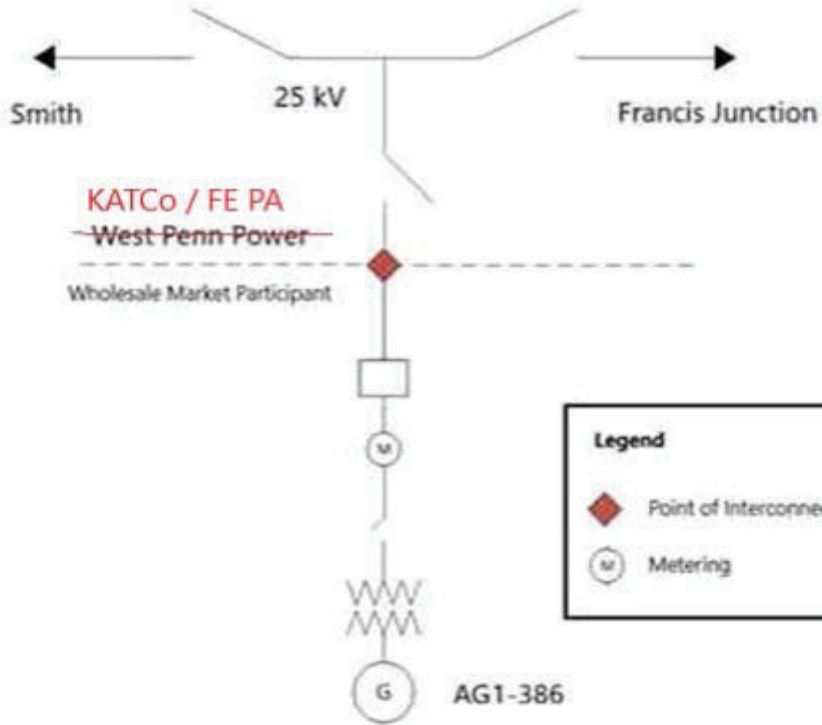 25 kV
Smith
Francis Junction
KATCo / FE PA
West Penn Power
Wholesale Market Participant
M
Legend
Point of Interconnec
M Metering
G
AG1-386